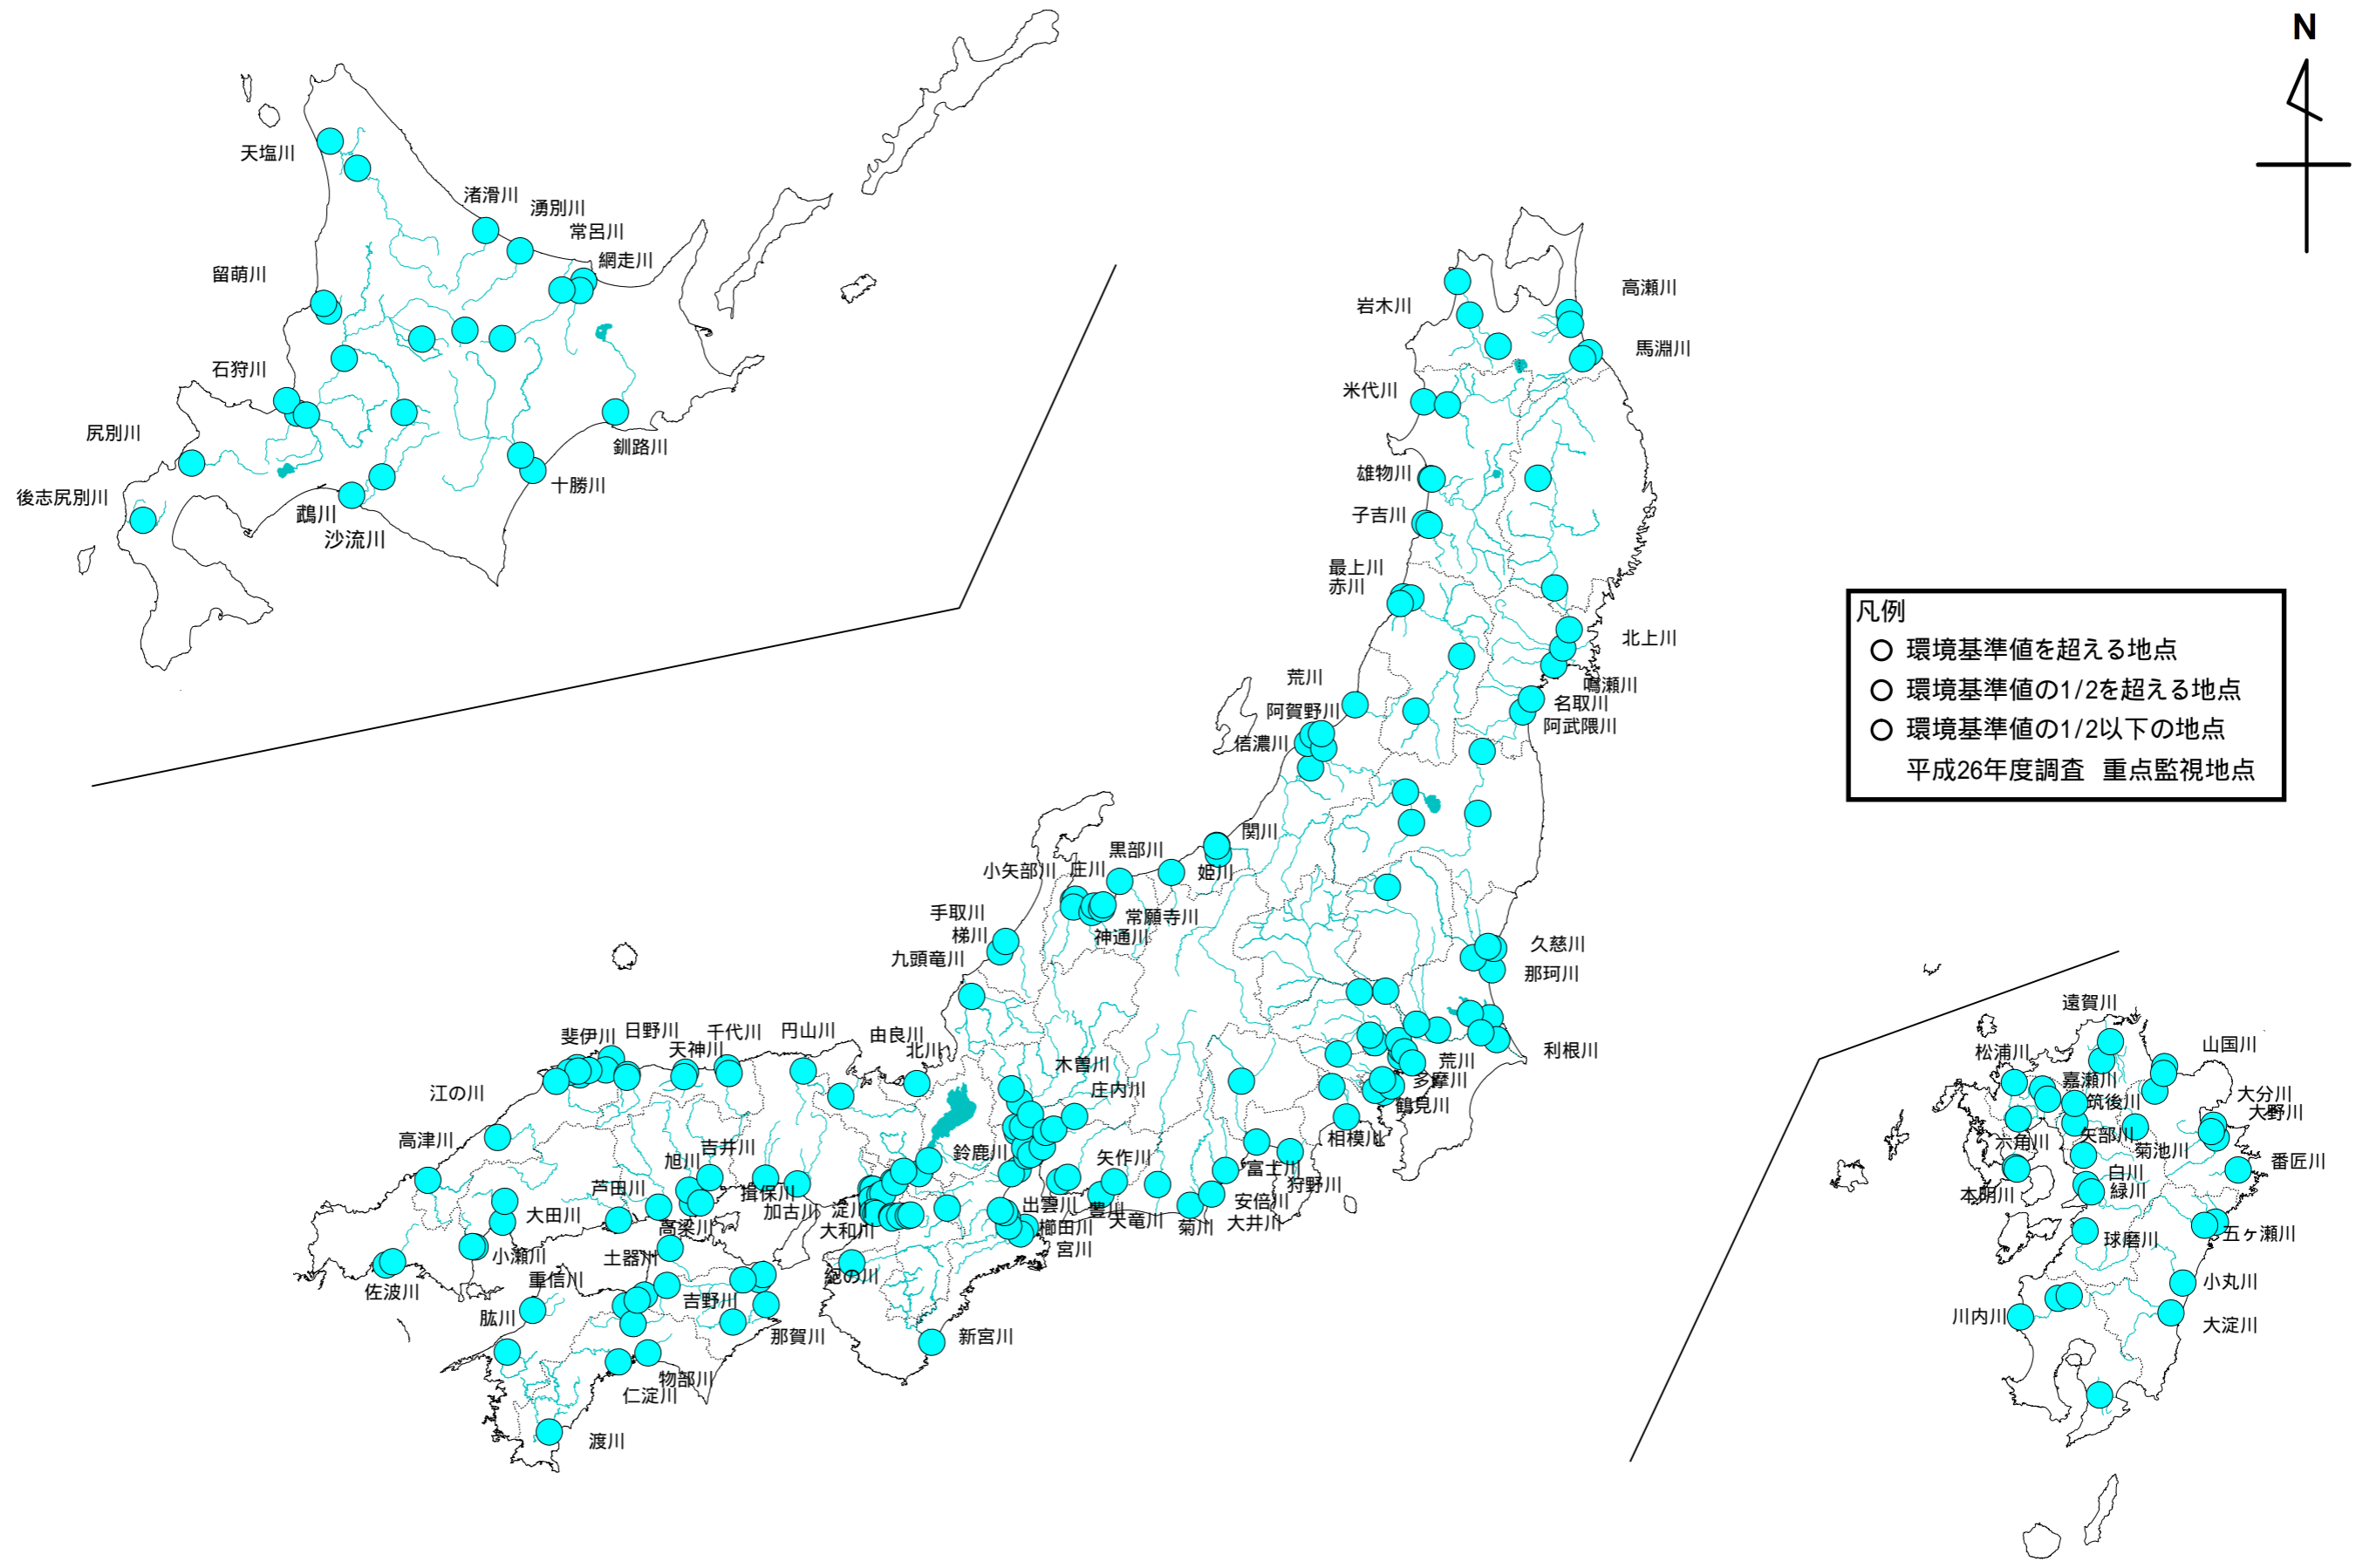 N
天塩川
渚滑川
湧別川
常呂川
網走川
留萌川
石狩川
尻別川
後志尻別川
鵡川
沙流川
十勝川
釧路川
高瀬川
岩木川
馬淵川
米代川
雄物川
子吉川
最上川
赤川
北上川
鳴瀬川
名取川
阿武隈川
荒川
阿賀野川
信濃川
関川
姫川
黒部川
庄川
小矢部川
常願寺川
神通川
手取川
梯川
九頭竜川
久慈川
那珂川
利根川
荒川
多摩川
鶴見川
相模川
富士川
狩野川
安倍川
大井川
菊川
天竜川
豊川
矢作川
庄内川
木曽川
鈴鹿川
出雲川
櫛田川
宮川
由良川
北川
円山川
千代川
天神川
日野川
斐伊川
江の川
高津川
吉井川
旭川
芦田川
高梁川
揖保川
加古川
淀川
大和川
紀の川
新宮川
大田川
小瀬川
佐波川
土器川
重信川
肱川
吉野川
那賀川
物部川
仁淀川
渡川
凡例
環境基準値を超える地点
環境基準値の1/2を超える地点
環境基準値の1/2以下の地点
平成26年度調査 重点監視地点
遠賀川
山国川
松浦川
嘉瀬川
筑後川
大分川
大野川
六角川
矢部川
菊池川
番匠川
白川
緑川
本明川
球磨川
五ヶ瀬川
小丸川
川内川
大淀川